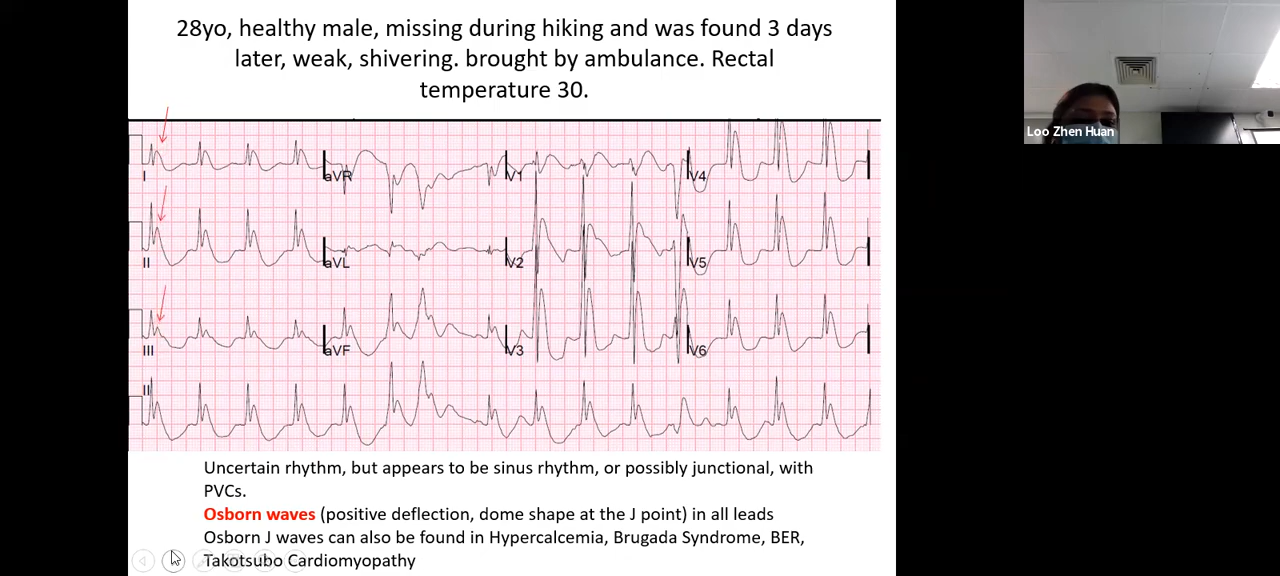 28yo, healthy male, missing during hiking and was found 3 days
later, weak, shivering. brought by ambulance. Rectal
temperature 30.
Loo Zhen Huan
I
aVR
V1
V4
II
aVL
V2
V5
III
aVF
V3
V6
II
Uncertain rhythm, but appears to be sinus rhythm, or possibly junctional, with
PVCs.
Osborn waves (positive deflection, dome shape at the J point) in all leads
Osborn J waves can also be found in Hypercalcemia, Brugada Syndrome, BER,
Takotsubo Cardiomyopathy